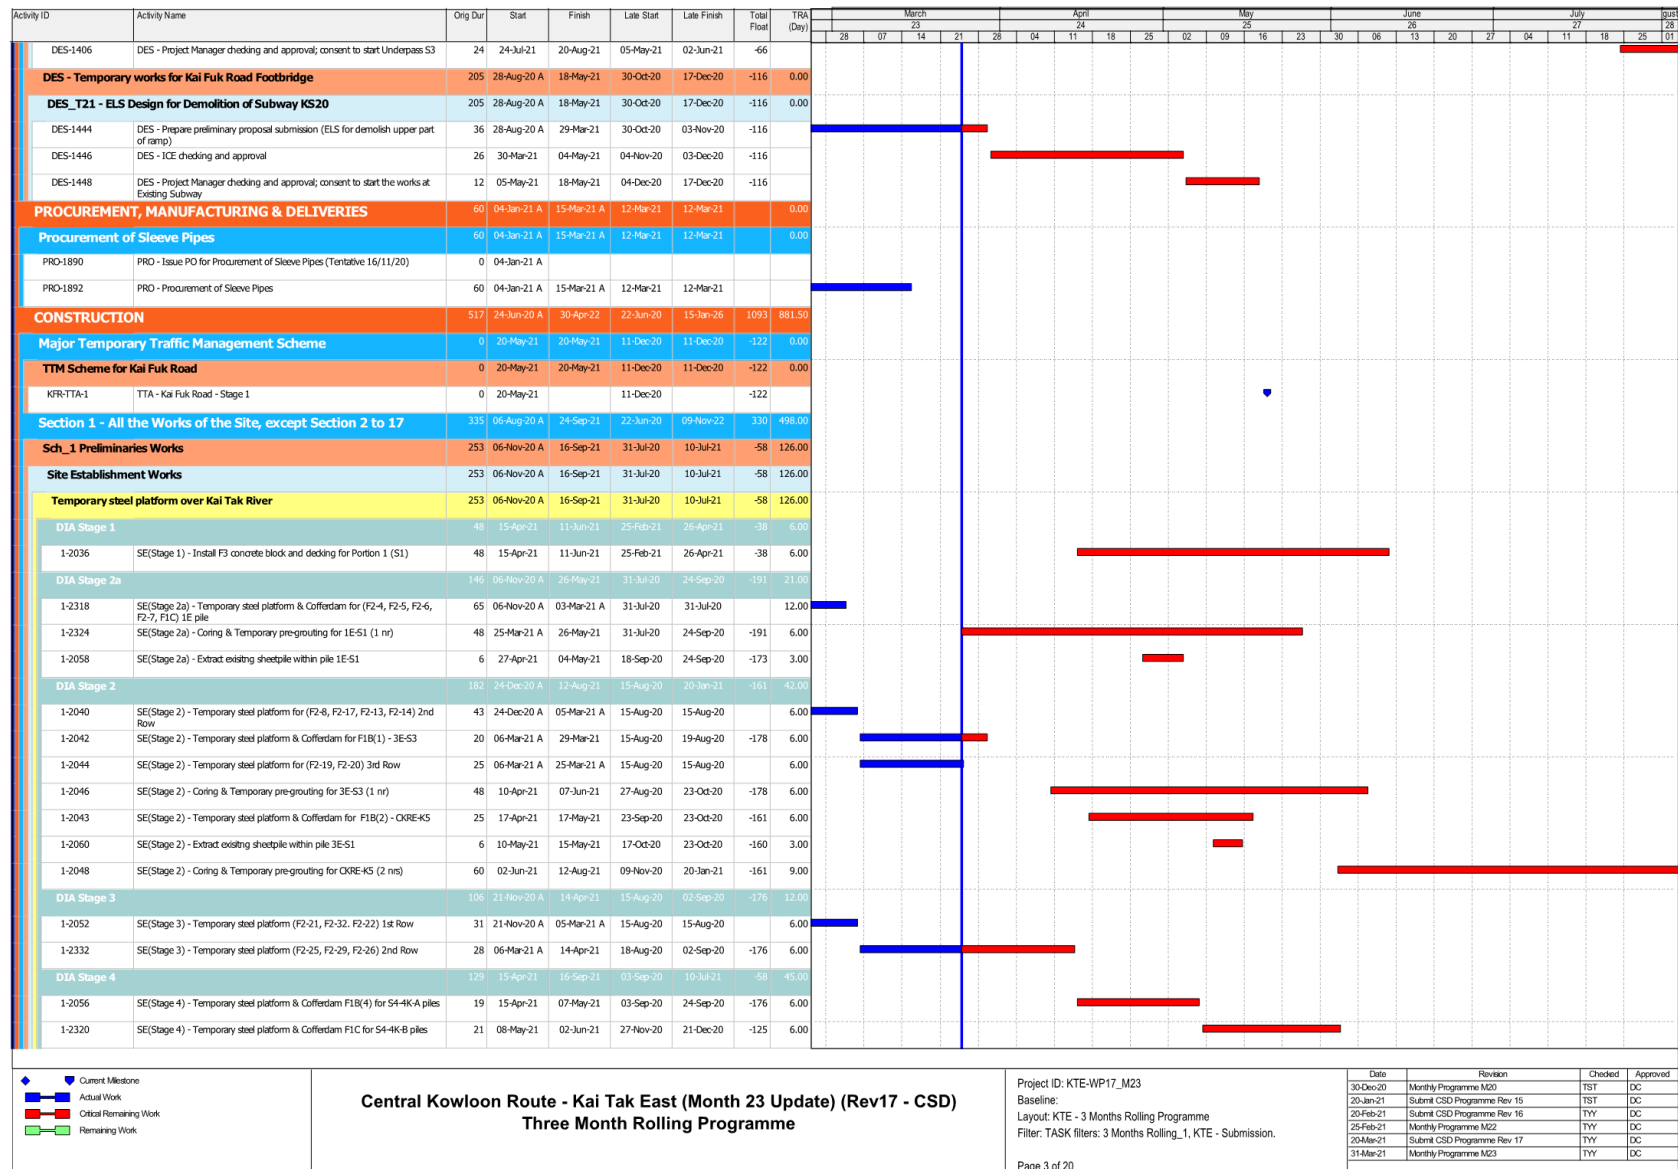 Activity ID Activity Name Orig Dur Start Finish Late Start Late Finish Total Float TRA (Day) March April May June July gust
23 24 25 26 27 28
28 07 14 21 28 04 11 18 25 02 09 16 23 30 06 13 20 27 04 11 18 25 01
DES-1406 DES - Project Manager checking and approval; consent to start Underpass S3 24 24-Jul-21 20-Aug-21 05-May-21 02-Jun-21 -66
DES - Temporary works for Kai Fuk Road Footbridge 205 28-Aug-20 A 18-May-21 30-Oct-20 17-Dec-20 -116 0.00
DES_T21 - ELS Design for Demolition of Subway KS20 205 28-Aug-20 A 18-May-21 30-Oct-20 17-Dec-20 -116 0.00
DES-1444 DES - Prepare preliminary proposal submission (ELS for demolish upper part 36 28-Aug-20 A 29-Mar-21 30-Oct-20 03-Nov-20 -116
of ramp)
DES-1446 DES - ICE checking and approval 26 30-Mar-21 04-May-21 04-Nov-20 03-Dec-20 -116
DES-1448 DES - Project Manager checking and approval; consent to start the works at 12 05-May-21 18-May-21 04-Dec-20 17-Dec-20 -116
Existing Subway
PROCUREMENT, MANUFACTURING & DELIVERIES 60 04-Jan-21 A 15-Mar-21 A 12-Mar-21 12-Mar-21 0.00
Procurement of Sleeve Pipes 60 04-Jan-21 A 15-Mar-21 A 12-Mar-21 12-Mar-21 0.00
PRO-1890 PRO - Issue PO for Procurement of Sleeve Pipes (Tentative 16/11/20) 0 04-Jan-21 A
PRO-1892 PRO - Procurement of Sleeve Pipes 60 04-Jan-21 A 15-Mar-21 A 12-Mar-21 12-Mar-21
CONSTRUCTION 517 24-Jun-20 A 30-Apr-22 22-Jun-20 15-Jan-26 1093 881.50
Major Temporary Traffic Management Scheme 0 20-May-21 20-May-21 11-Dec-20 11-Dec-20 -122 0.00
TTM Scheme for Kai Fuk Road 0 20-May-21 20-May-21 11-Dec-20 11-Dec-20 -122 0.00
KFR-TTA-1 TTA - Kai Fuk Road - Stage 1 0 20-May-21 11-Dec-20 -122
Section 1 - All the Works of the Site, except Section 2 to 17 335 06-Aug-20 A 24-Sep-21 22-Jun-20 09-Nov-22 330 498.00
Sch_1 Preliminaries Works 253 06-Nov-20 A 16-Sep-21 31-Jul-20 10-Jul-21 -58 126.00
Site Establishment Works 253 06-Nov-20 A 16-Sep-21 31-Jul-20 10-Jul-21 -58 126.00
Temporary steel platform over Kai Tak River 253 06-Nov-20 A 16-Sep-21 31-Jul-20 10-Jul-21 -58 126.00
DIA Stage 1 48 15-Apr-21 11-Jun-21 25-Feb-21 26-Apr-21 -38 6.00
1-2036 SE(Stage 1) - Install F3 concrete block and decking for Portion 1 (S1) 48 15-Apr-21 11-Jun-21 25-Feb-21 26-Apr-21 -38 6.00
DIA Stage 2a 146 06-Nov-20 A 26-May-21 31-Jul-20 24-Sep-20 -191 21.00
1-2318 SE(Stage 2a) - Temporary steel platform & Cofferdam for (F2-4, F2-5, F2-6, 65 06-Nov-20 A 03-Mar-21 A 31-Jul-20 31-Jul-20 12.00
F2-7, F1C) 1E pile
1-2324 SE(Stage 2a) - Coring & Temporary pre-grouting for 1E-S1 (1 nr) 48 25-Mar-21 A 26-May-21 31-Jul-20 24-Sep-20 -191 6.00
1-2058 SE(Stage 2a) - Extract exisitng sheetpile within pile 1E-S1 6 27-Apr-21 04-May-21 18-Sep-20 24-Sep-20 -173 3.00
DIA Stage 2 182 24-Dec-20 A 12-Aug-21 15-Aug-20 20-Jan-21 -161 42.00
1-2040 SE(Stage 2) - Temporary steel platform for (F2-8, F2-17, F2-13, F2-14) 2nd 43 24-Dec-20 A 05-Mar-21 A 15-Aug-20 15-Aug-20 6.00
Row
1-2042 SE(Stage 2) - Temporary steel platform & Cofferdam for F1B(1) - 3E-S3 20 06-Mar-21 A 29-Mar-21 15-Aug-20 19-Aug-20 -178 6.00
1-2044 SE(Stage 2) - Temporary steel platform for (F2-19, F2-20) 3rd Row 25 06-Mar-21 A 25-Mar-21 A 15-Aug-20 15-Aug-20 6.00
1-2046 SE(Stage 2) - Coring & Temporary pre-grouting for 3E-S3 (1 nr) 48 10-Apr-21 07-Jun-21 27-Aug-20 23-Oct-20 -178 6.00
1-2043 SE(Stage 2) - Temporary steel platform & Cofferdam for F1B(2) - CKRE-K5 25 17-Apr-21 17-May-21 23-Sep-20 23-Oct-20 -161 6.00
1-2060 SE(Stage 2) - Extract exisitng sheetpile within pile 3E-S1 6 10-May-21 15-May-21 17-Oct-20 23-Oct-20 -160 3.00
1-2048 SE(Stage 2) - Coring & Temporary pre-grouting for CKRE-K5 (2 nrs) 60 02-Jun-21 12-Aug-21 09-Nov-20 20-Jan-21 -161 9.00
DIA Stage 3 106 21-Nov-20 A 14-Apr-21 15-Aug-20 02-Sep-20 -176 12.00
1-2052 SE(Stage 3) - Temporary steel platform (F2-21, F2-32. F2-22) 1st Row 31 21-Nov-20 A 05-Mar-21 A 15-Aug-20 15-Aug-20 6.00
1-2332 SE(Stage 3) - Temporary steel platform (F2-25, F2-29, F2-26) 2nd Row 28 06-Mar-21 A 14-Apr-21 18-Aug-20 02-Sep-20 -176 6.00
DIA Stage 4 129 15-Apr-21 16-Sep-21 03-Sep-20 10-Jul-21 -58 45.00
1-2056 SE(Stage 4) - Temporary steel platform & Cofferdam F1B(4) for S4-4K-A piles 19 15-Apr-21 07-May-21 03-Sep-20 24-Sep-20 -176 6.00
1-2320 SE(Stage 4) - Temporary steel platform & Cofferdam F1C for S4-4K-B piles 21 08-May-21 02-Jun-21 27-Nov-20 21-Dec-20 -125 6.00
Current Milestone
Actual Work
Critical Remaining Work
Remaining Work
Central Kowloon Route - Kai Tak East (Month 23 Update) (Rev17 - CSD)
Three Month Rolling Programme
Project ID: KTE-WP17_M23
Baseline:
Layout: KTE - 3 Months Rolling Programme
Filter: TASK filters: 3 Months Rolling_1, KTE - Submission.
Page 3 of 20
Date Revision Checked Approved
30-Dec-20 Monthly Programme M20 TST DC
20-Jan-21 Submit CSD Programme Rev 15 TST DC
20-Feb-21 Submit CSD Programme Rev 16 TYY DC
25-Feb-21 Monthly Programme M22 TYY DC
20-Mar-21 Submit CSD Programme Rev 17 TYY DC
31-Mar-21 Monthly Programme M23 TYY DC